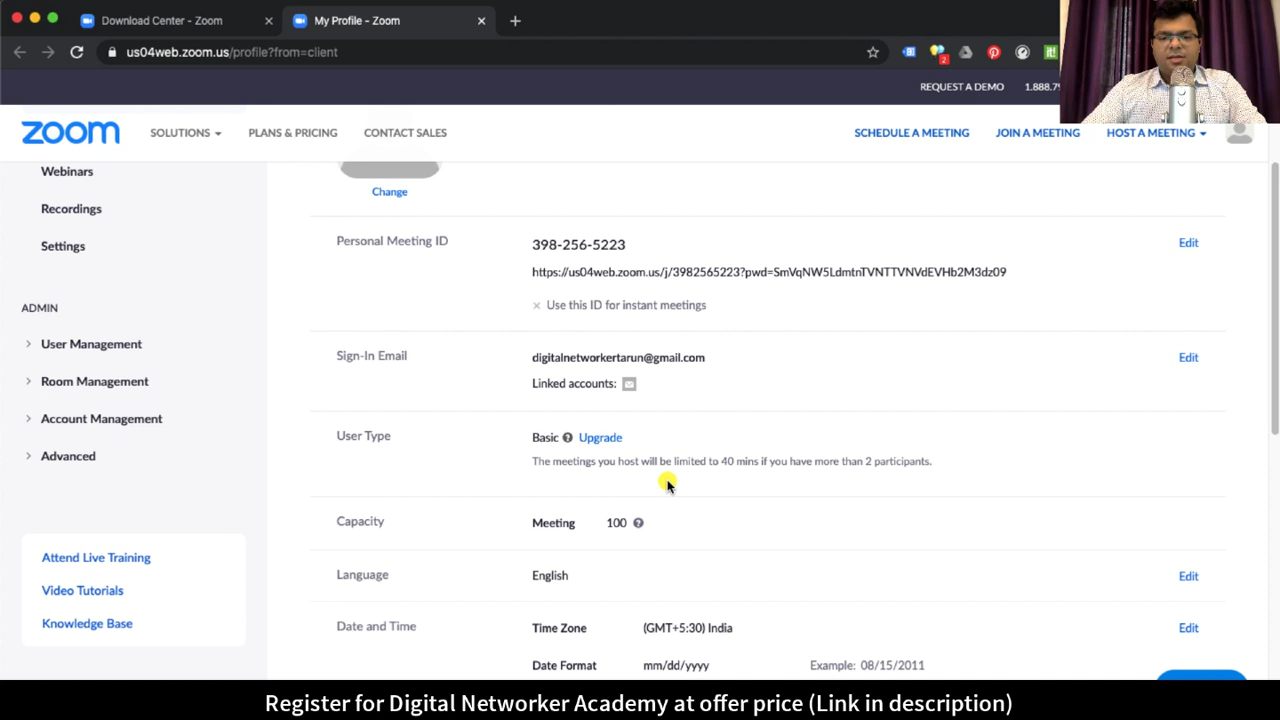 Download Center - Zoom
My Profile - Zoom
us04web.zoom.us/profile?from=client
2
REQUEST A DEMO
zoom
SOLUTIONS
PLANS & PRICING
CONTACT SALES
SCHEDULE A MEETING
JOIN A MEETING
HOST A MEETING
Webinars
Recordings
Settings
ADMIN
User Management
Room Management
Account Management
Advanced
Attend Live Training
Video Tutorials
Knowledge Base
Change
Personal Meeting ID
398-256-5223
Edit
https://us04web.zoom.us/j/3982565223?pwd=SmVqNW5LdmtnTVNTTVNVdEVHb2M3dz09
Use this ID for instant meetings
Sign-In Email
digitalnetworkertarun@gmail.com
Edit
Linked accounts:
User Type
Basic Upgrade
The meetings you host will be limited to 40 mins if you have more than 2 participants.
Capacity
Meeting 100
Language
English
Edit
Date and Time
Time Zone (GMT+5:30) India
Edit
Date Format mm/dd/yyyy Example: 08/15/2011
Register for Digital Networker Academy at offer price (Link in description)